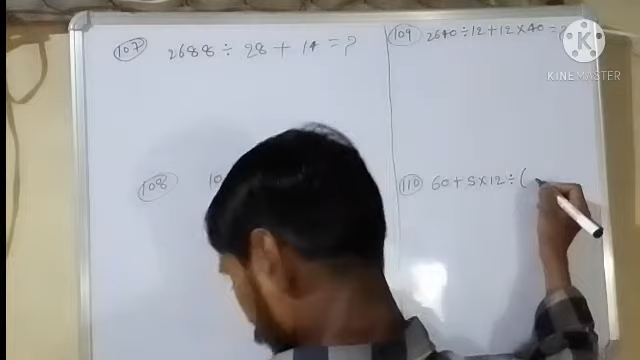 107 2688 ÷ 28 + 14 = ?
108 10
109 2640 ÷ 12 + 12 × 40 = ?
110 60 + 5 × 12 ÷ (
KINEMASTER